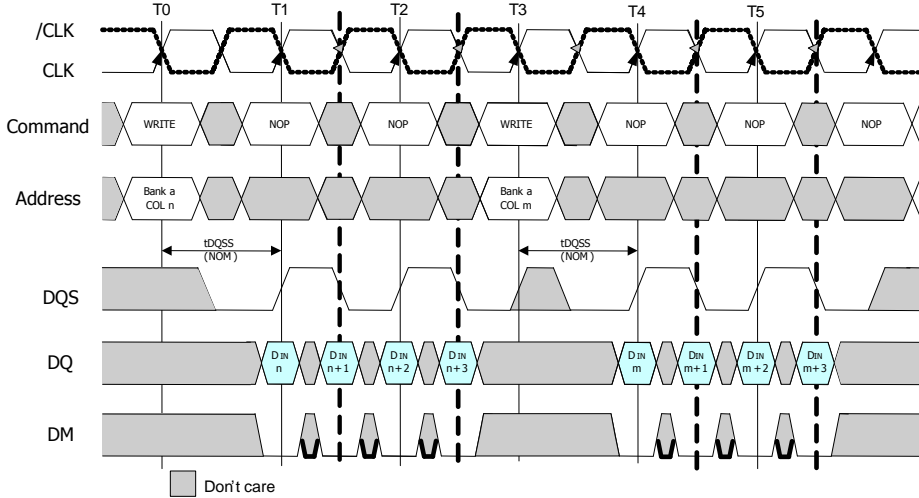 T0 T1 T2 T3 T4 T5
/CLK
CLK
Command WRITE NOP NOP WRITE NOP NOP NOP
Address Bank a COL n Bank a COL m
tDQSS (NOM) tDQSS (NOM)
DQS
DQ DIN n DIN n+1 DIN n+2 DIN n+3 DIN m DIN m+1 DIN m+2 DIN m+3
DM
Don't care